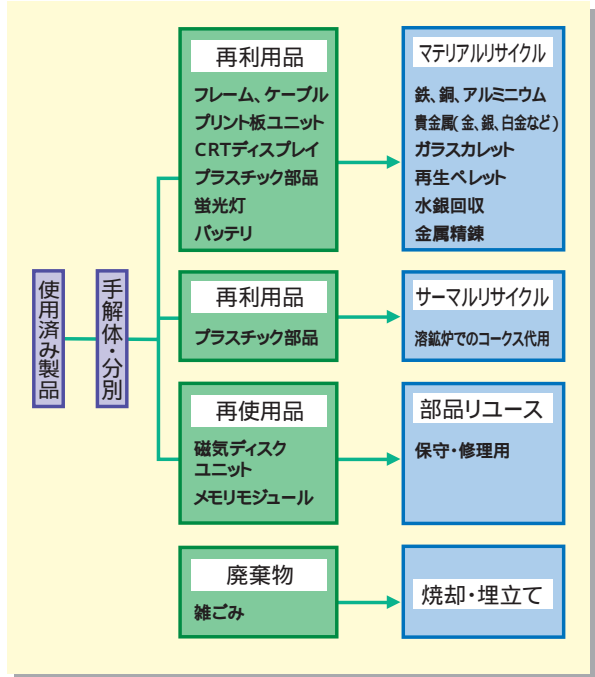 使用済み製品
手解体・分別
再利用品
フレーム、ケーブル
プリント板ユニット
CRTディスプレイ
プラスチック部品
蛍光灯
バッテリ
マテリアルリサイクル
鉄、銅、アルミニウム
貴金属(金、銀、白金など)
ガラスカレット
再生ペレット
水銀回収
金属精錬
再利用品
プラスチック部品
サーマルリサイクル
溶鉱炉でのコークス代用
再使用品
磁気ディスク
ユニット
メモリモジュール
部品リユース
保守・修理用
廃棄物
雑ごみ
焼却・埋立て